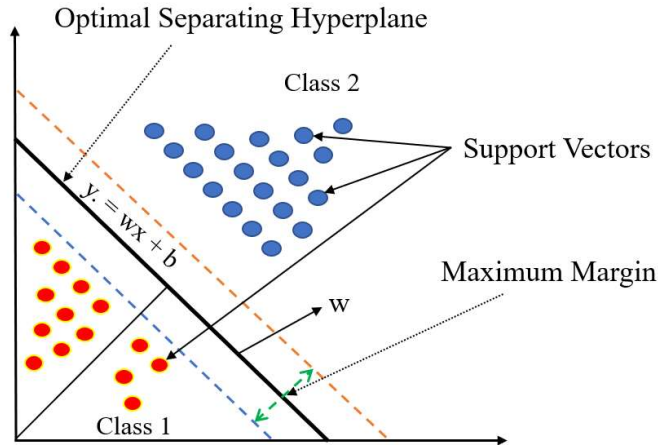 Optimal Separating Hyperplane
Class 2
Support Vectors
y. = wx + b
Maximum Margin
w
Class 1